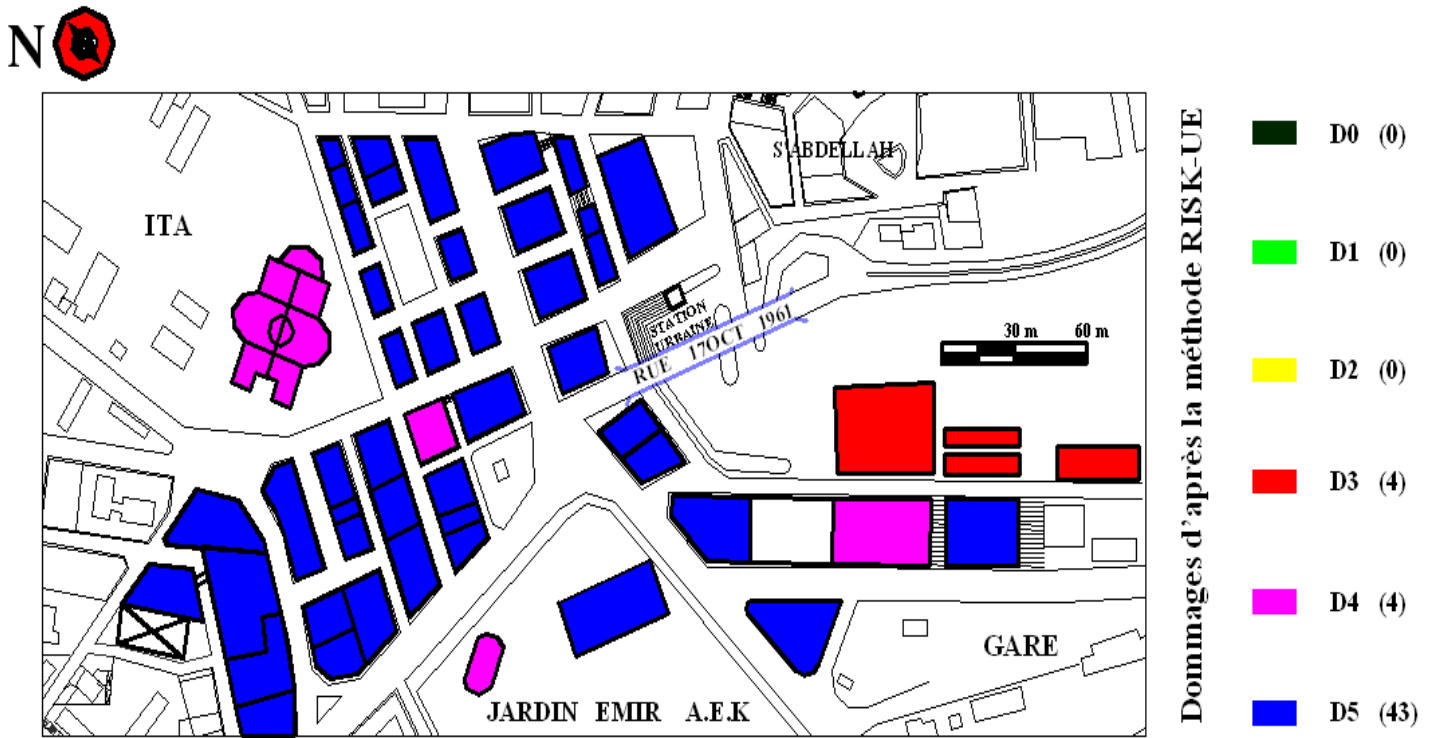 N
S'ABDELLAH
ITA
STATION
URBAINE
RUE 17OCT 1961
30 m 60 m
GARE
JARDIN EMIR A.E.K
Dommages d'après la méthode RISK-UE
D0 (0)
D1 (0)
D2 (0)
D3 (4)
D4 (4)
D5 (43)